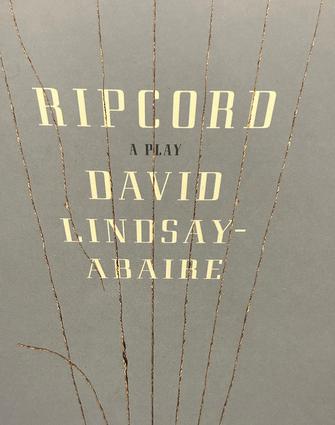 RIPCORD
A PLAY
DAVID
LINDSAY-
ABAIRE